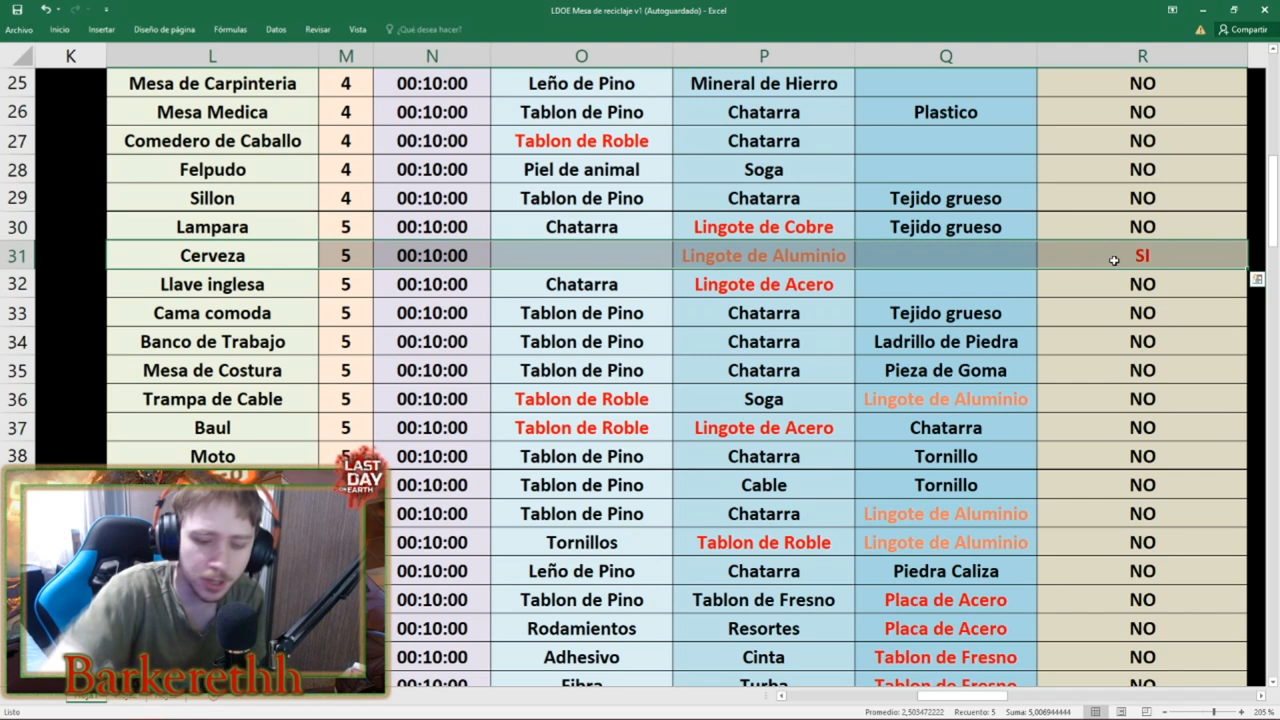 LDOE Mesa de reciclaje v1 (Autoguardado) - Excel
Archivo Inicio Insertar Diseño de página Fórmulas Datos Revisar Vista ¿Qué desea hacer? Compartir
K L M N O P Q R
25 Mesa de Carpinteria 4 00:10:00 Leño de Pino Mineral de Hierro NO
26 Mesa Medica 4 00:10:00 Tablon de Pino Chatarra Plastico NO
27 Comedero de Caballo 4 00:10:00 Tablon de Roble Chatarra NO
28 Felpudo 4 00:10:00 Piel de animal Soga NO
29 Sillon 4 00:10:00 Tablon de Pino Chatarra Tejido grueso NO
30 Lampara 5 00:10:00 Chatarra Lingote de Cobre Tejido grueso NO
31 Cerveza 5 00:10:00 Lingote de Aluminio SI
32 Llave inglesa 5 00:10:00 Chatarra Lingote de Acero NO
33 Cama comoda 5 00:10:00 Tablon de Pino Chatarra Tejido grueso NO
34 Banco de Trabajo 5 00:10:00 Tablon de Pino Chatarra Ladrillo de Piedra NO
35 Mesa de Costura 5 00:10:00 Tablon de Pino Chatarra Pieza de Goma NO
36 Trampa de Cable 5 00:10:00 Tablon de Roble Soga Lingote de Aluminio NO
37 Baul 5 00:10:00 Tablon de Roble Lingote de Acero Chatarra NO
38 Moto 00:10:00 Tablon de Pino Chatarra Tornillo NO
00:10:00 Tablon de Pino Cable Tornillo NO
00:10:00 Tablon de Pino Chatarra Lingote de Aluminio NO
00:10:00 Tornillos Tablon de Roble Lingote de Aluminio NO
00:10:00 Leño de Pino Chatarra Piedra Caliza NO
00:10:00 Tablon de Pino Tablon de Fresno Placa de Acero NO
00:10:00 Rodamientos Resortes Placa de Acero NO
00:10:00 Adhesivo Cinta Tablon de Fresno NO
00:10:00 Fibra Turba Tablon de Fresno NO
LAST
DAY
ON EARTH
Barkerethh
Listo Promedio: 2,503472222 Recuento: 5 Suma: 5,006944444 205 %